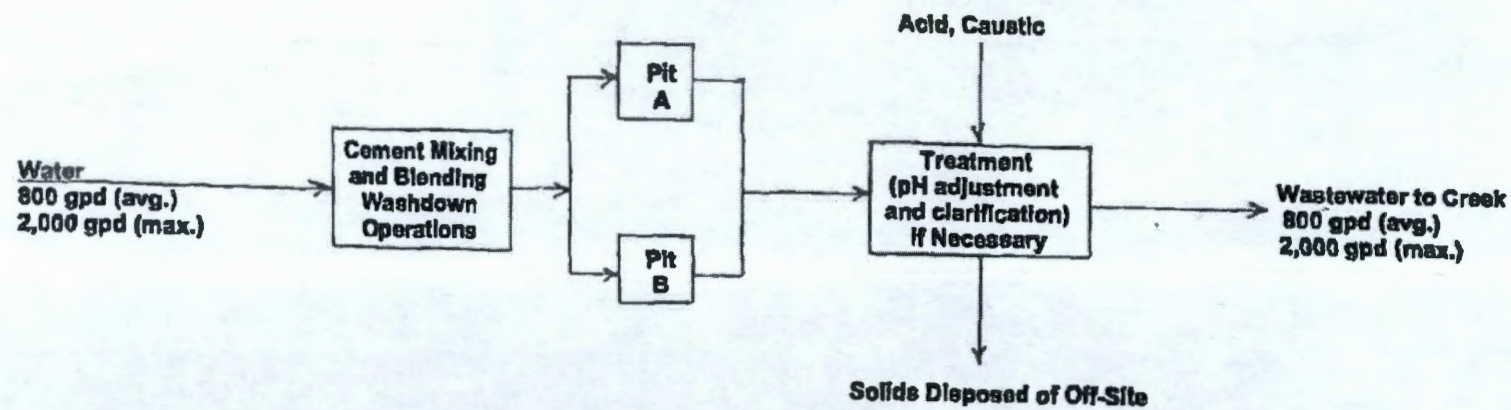 Acid, Caustic
Pit
A
Water
800 gpd (avg.)
2,000 gpd (max.)
Cement Mixing
and Blending
Washdown
Operations
Pit
B
Treatment
(pH adjustment
and clarification)
If Necessary
Wastewater to Creek
800 gpd (avg.)
2,000 gpd (max.)
Solids Disposed of Off-Site